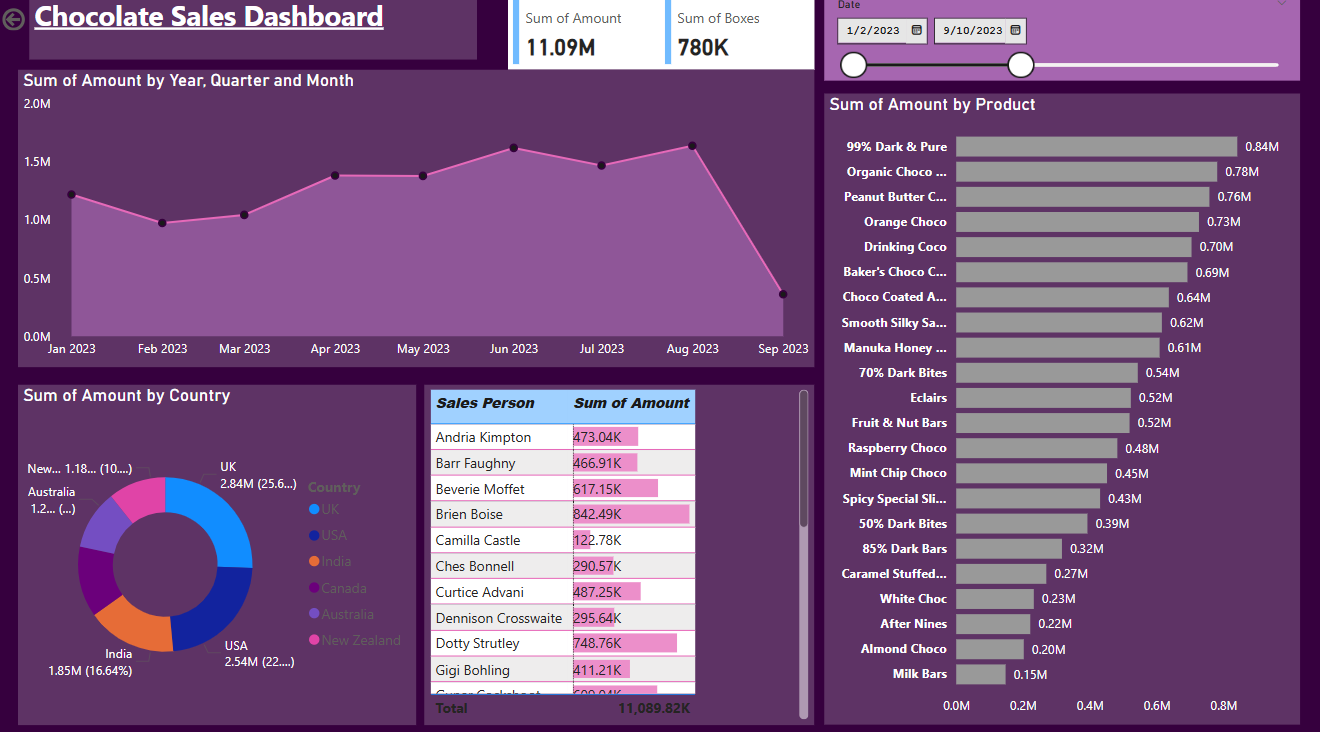 Chocolate Sales Dashboard
Sum of Amount
11.09M
Sum of Boxes
780K
Date
1/2/2023
9/10/2023
Sum of Amount by Year, Quarter and Month
2.0M
1.5M
1.0M
0.5M
0.0M
Jan 2023
Feb 2023
Mar 2023
Apr 2023
May 2023
Jun 2023
Jul 2023
Aug 2023
Sep 2023
Sum of Amount by Product
99% Dark & Pure 0.84M
Organic Choco ... 0.78M
Peanut Butter C... 0.76M
Orange Choco 0.73M
Drinking Coco 0.70M
Baker's Choco C... 0.69M
Choco Coated A... 0.64M
Smooth Silky Sa... 0.62M
Manuka Honey ... 0.61M
70% Dark Bites 0.54M
Eclairs 0.52M
Fruit & Nut Bars 0.52M
Raspberry Choco 0.48M
Mint Chip Choco 0.45M
Spicy Special Sli... 0.43M
50% Dark Bites 0.39M
85% Dark Bars 0.32M
Caramel Stuffed... 0.27M
White Choc 0.23M
After Nines 0.22M
Almond Choco 0.20M
Milk Bars 0.15M
0.0M 0.2M 0.4M 0.6M 0.8M
Sum of Amount by Country
New... 1.18... (10....)
Australia
1.2... (...)
UK
2.84M (25.6...)
India
1.85M (16.64%)
USA
2.54M (22....)
Country
UK
USA
India
Canada
Australia
New Zealand
Sales Person Sum of Amount
Andria Kimpton 473.04K
Barr Faughny 466.91K
Beverie Moffet 617.15K
Brien Boise 842.49K
Camilla Castle 122.78K
Ches Bonnell 290.57K
Curtice Advani 487.25K
Dennison Crosswaite 295.64K
Dotty Strutley 748.76K
Gigi Bohling 411.21K
Total 11,089.82K